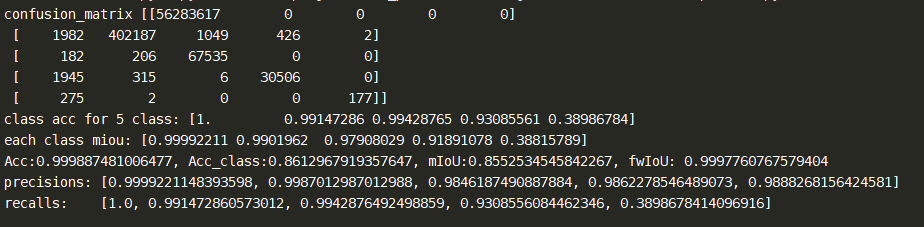 confusion_matrix [[56283617 0 0 0 0]
[ 1982 402187 1049 426 2]
[ 182 206 67535 0 0]
[ 1945 315 6 30506 0]
[ 275 2 0 0 177]]
class acc for 5 class: [1. 0.99147286 0.99428765 0.93085561 0.38986784]
each class miou: [0.99992211 0.9901962 0.97908029 0.91891078 0.38815789]
Acc:0.999887481006477, Acc_class:0.8612967919357647, mIoU:0.8552534545842267, fwIoU: 0.9997760767579404
precisions: [0.9999221148393598, 0.9987012987012988, 0.9846187490887884, 0.9862278546489073, 0.9888268156424581]
recalls: [1.0, 0.991472860573012, 0.9942876492498859, 0.9308556084462346, 0.3898678414096916]